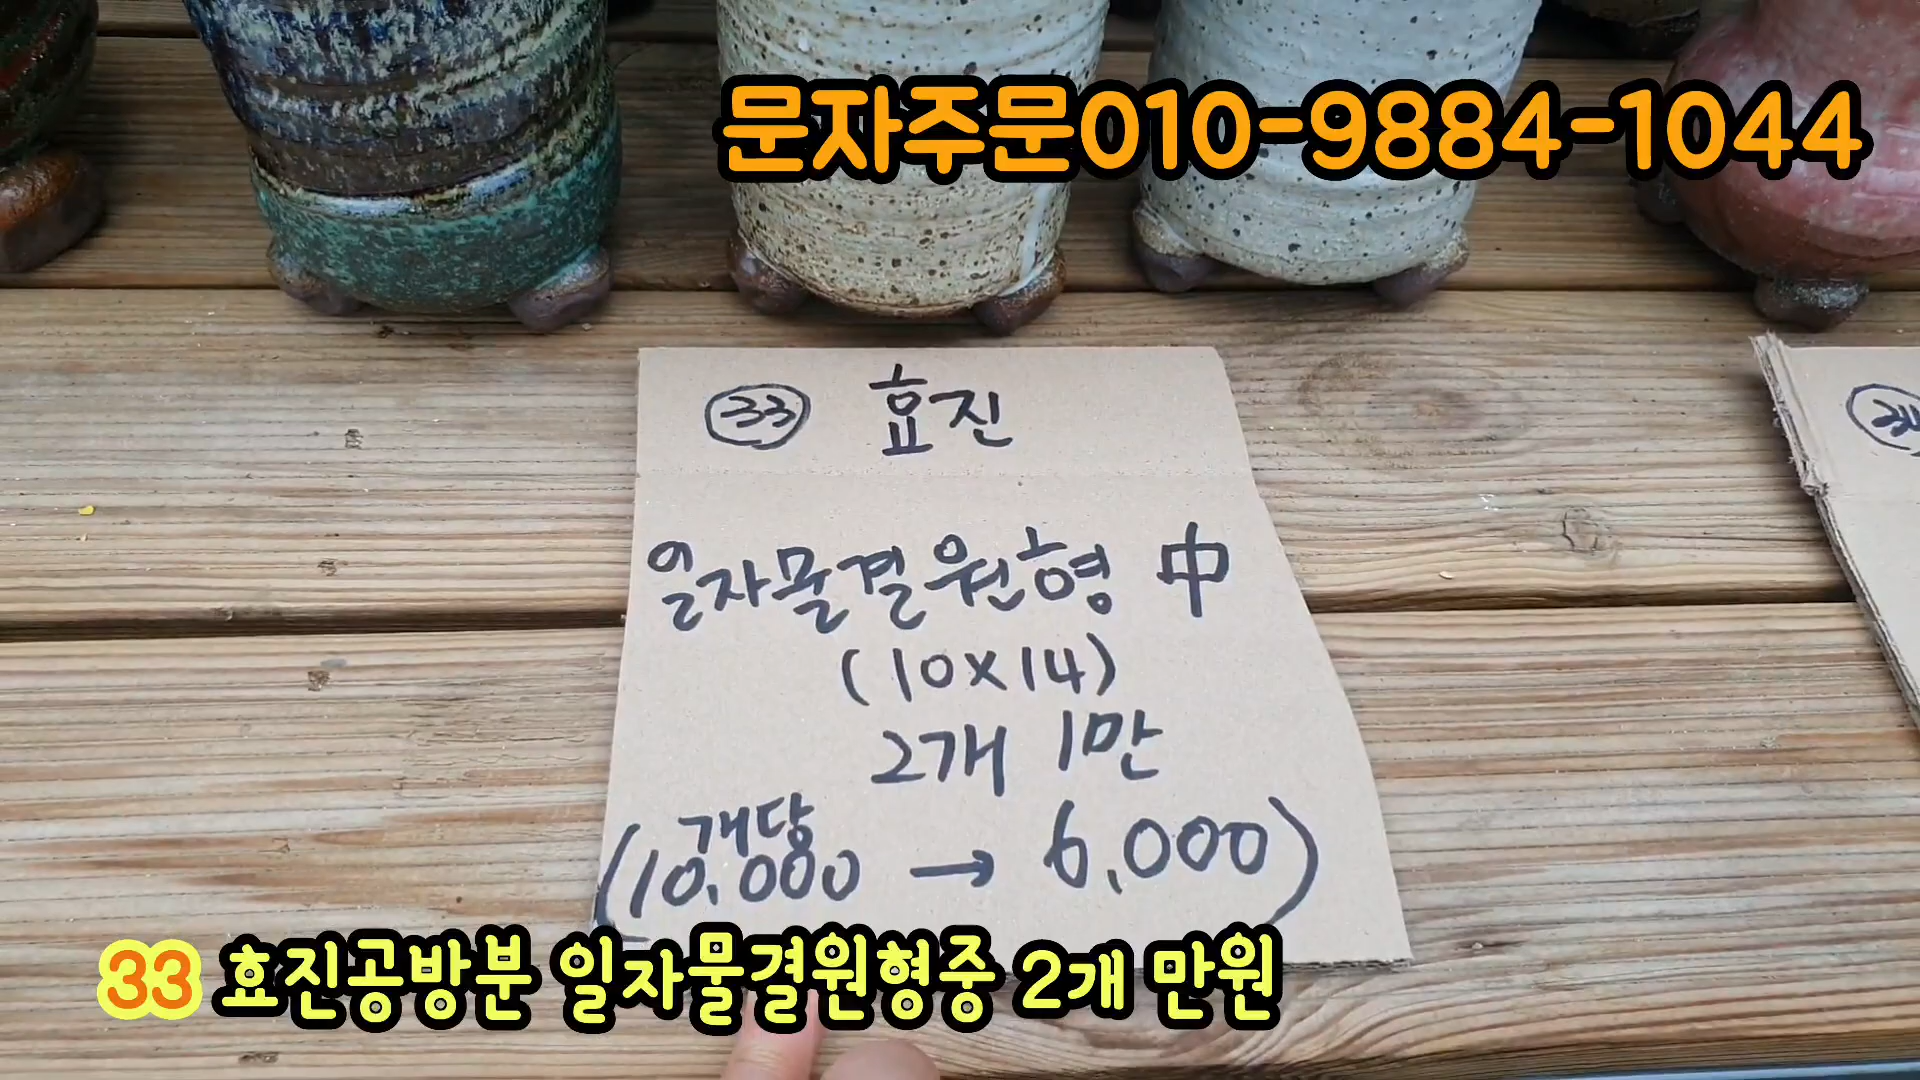 문자주문010-9884-1044
33 효진
일자물결원형 中
(10x14)
2개 1만
개당
(10,000 → 6,000)
33 효진공방분 일자물결원형중 2개 만원